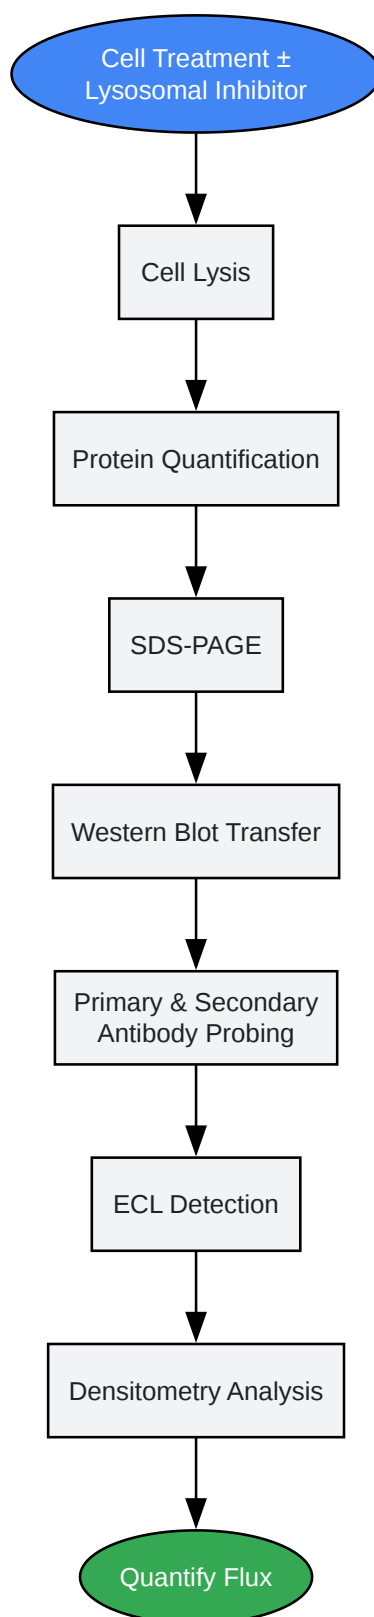 Cell Treatment ±
Lysosomal Inhibitor
Cell Lysis
Protein Quantification
SDS-PAGE
Western Blot Transfer
Primary & Secondary
Antibody Probing
ECL Detection
Densitometry Analysis
Quantify Flux